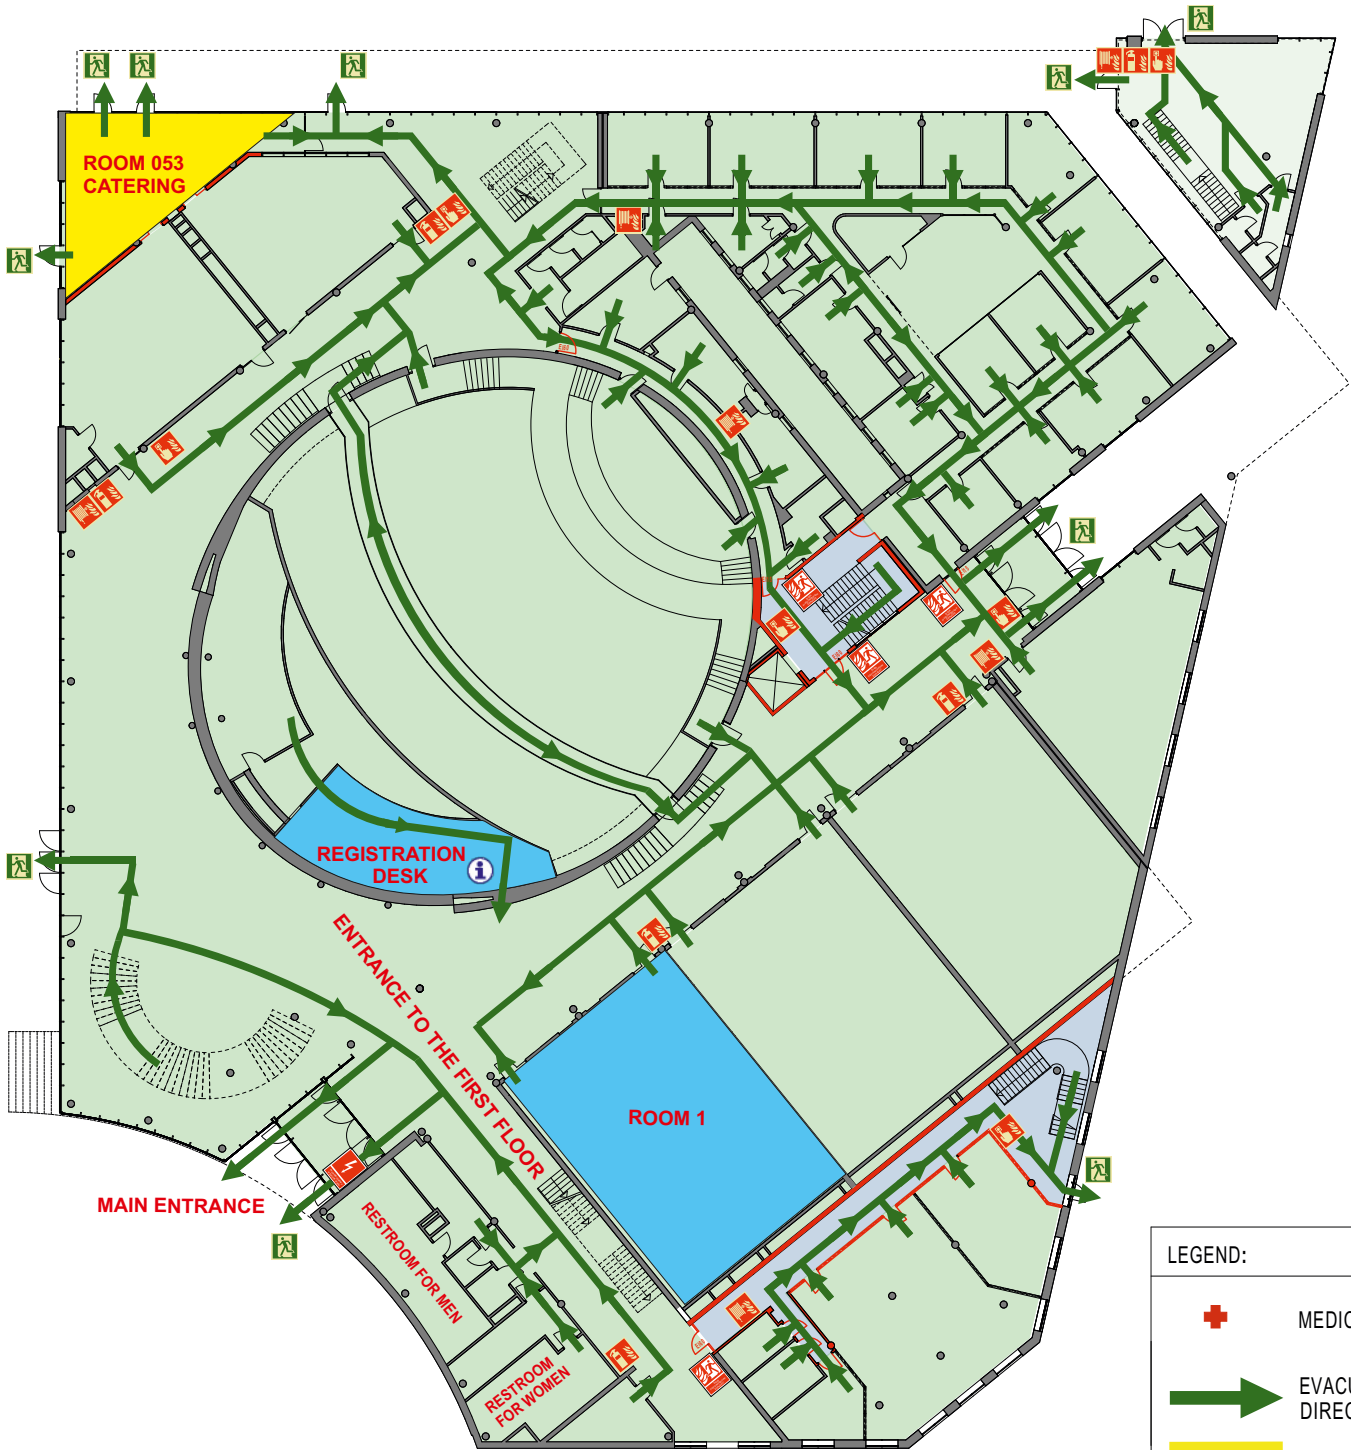 ROOM 053
CATERING
REGISTRATION
DESK
ENTRANCE TO THE FIRST FLOOR
ROOM 1
MAIN ENTRANCE
RESTROOM FOR MEN
RESTROOM
FOR WOMEN
LEGEND:
MEDIC
EVACU
DIREC